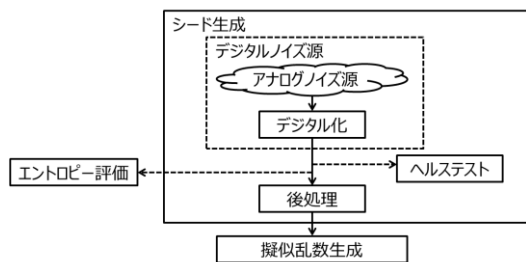 シード生成
デジタルノイズ源
アナログノイズ源
デジタル化
エントロピー評価
ヘルステスト
後処理
擬似乱数生成